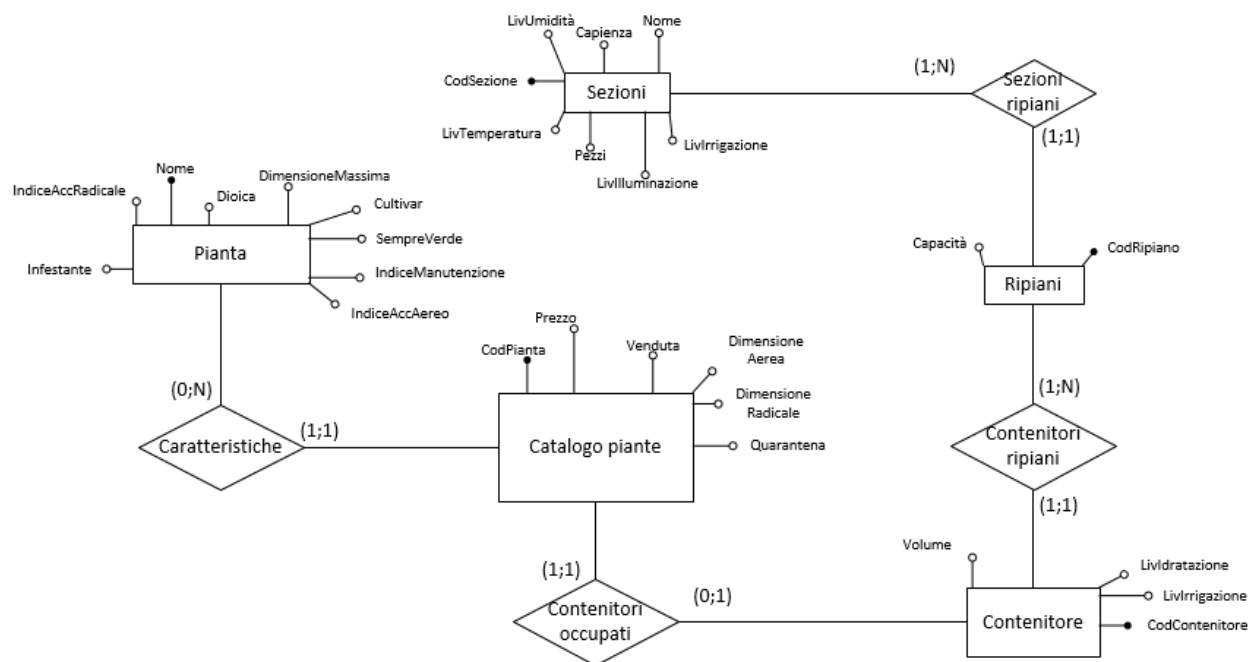 LivUmidità
Capienza
Nome
CodSezione
Sezioni
(1;N)
Sezioni
ripiani
LivTemperatura
Pezzi
LivIlluminazione
LivIrrigazione
(1;1)
IndiceAccRadicale
Nome
Dioica
DimensioneMassima
Cultivar
Pianta
SempreVerde
Infestante
IndiceManutenzione
IndiceAccAereo
Capacità
CodRipiano
Ripiani
CodPianta
Prezzo
Venduta
Dimensione
Aerea
Dimensione
Radicale
Quarantena
Catalogo piante
(0;N)
Caratteristiche
(1;1)
(1;N)
Contenitori
ripiani
(1;1)
(1;1)
Contenitori
occupati
(0;1)
Volume
LivIdratazione
LivIrrigazione
CodContenitore
Contenitore